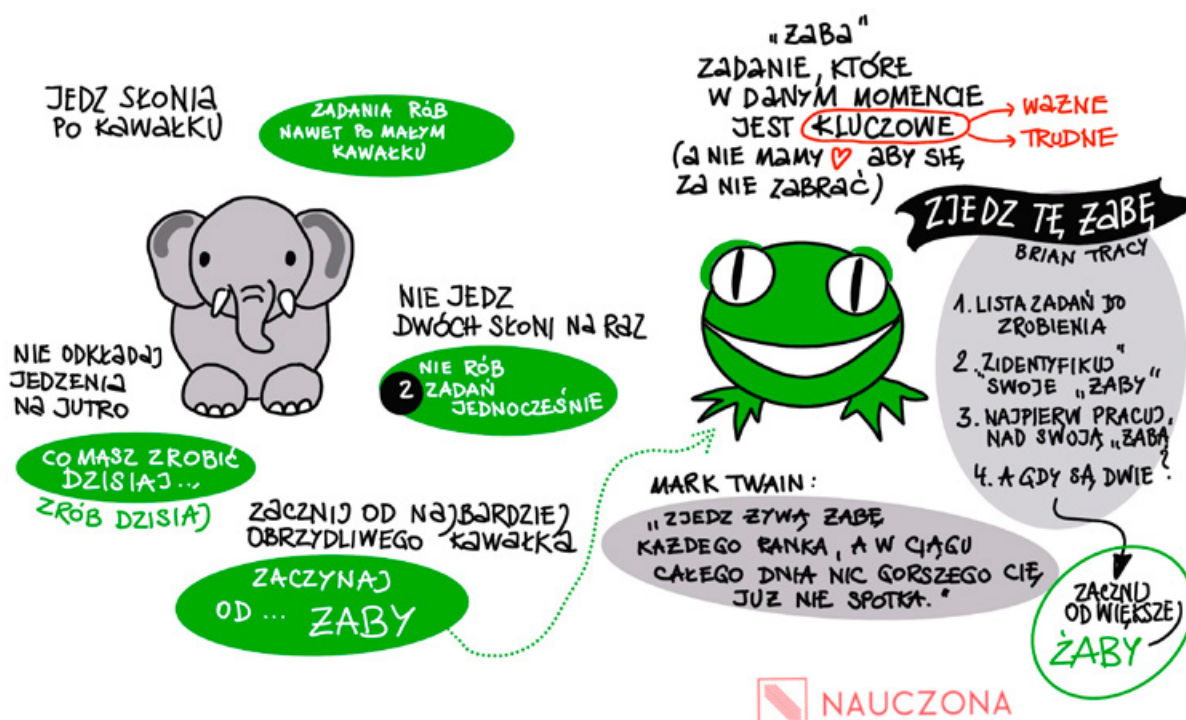 JEDZ SŁONIA
PO KAWAŁKU
ZADANIA RÓB
NAWET PO MAŁYM
KAWAŁKU
NIE JEDZ
DWÓCH SŁONI NA RAZ
2
NIE RÓB
ZADAŃ
JEDNOCZEŚNIE
NIE ODKŁADAJ
JEDZENIA
NA JUTRO
CO MASZ ZROBIĆ
DZISIAJ...,
ZRÓB DZISIAJ
ZACZNIJ OD NAJBARDZIEJ
OBRZYDLIWEGO KAWAŁKA
ZACZYNAJ
OD ... ŻABY
"ŻABA"
ZADANIE, KTÓRE
W DANYM MOMENCIE
JEST KLUCZOWE
WAŻNE
TRUDNE
(A NIE MAMY ♡ ABY SIĘ
ZA NIE ZABRAĆ)
ZJEDZ TĘ ŻABĘ
BRIAN TRACY
1. LISTA ZADAŃ DO
ZROBIENIA
2. ZIDENTYFIKUJ"
"SWOJE „ŻABY"
3. NAJPIERW PRACUJ,
NAD SWOJĄ „ŻABĄ
4. A GDY SĄ DWIE?
ZACZNIJ
OD WIĘKSZEJ
ŻABY
MARK TWAIN:
„ZJEDZ ŻYWĄ ŻABĘ
KAŻDEGO RANKA, A W CIĄGU
CAŁEGO DNIA NIC GORSZEGO CIĘ
JUŻ NIE SPOTKA."
NAUCZONA